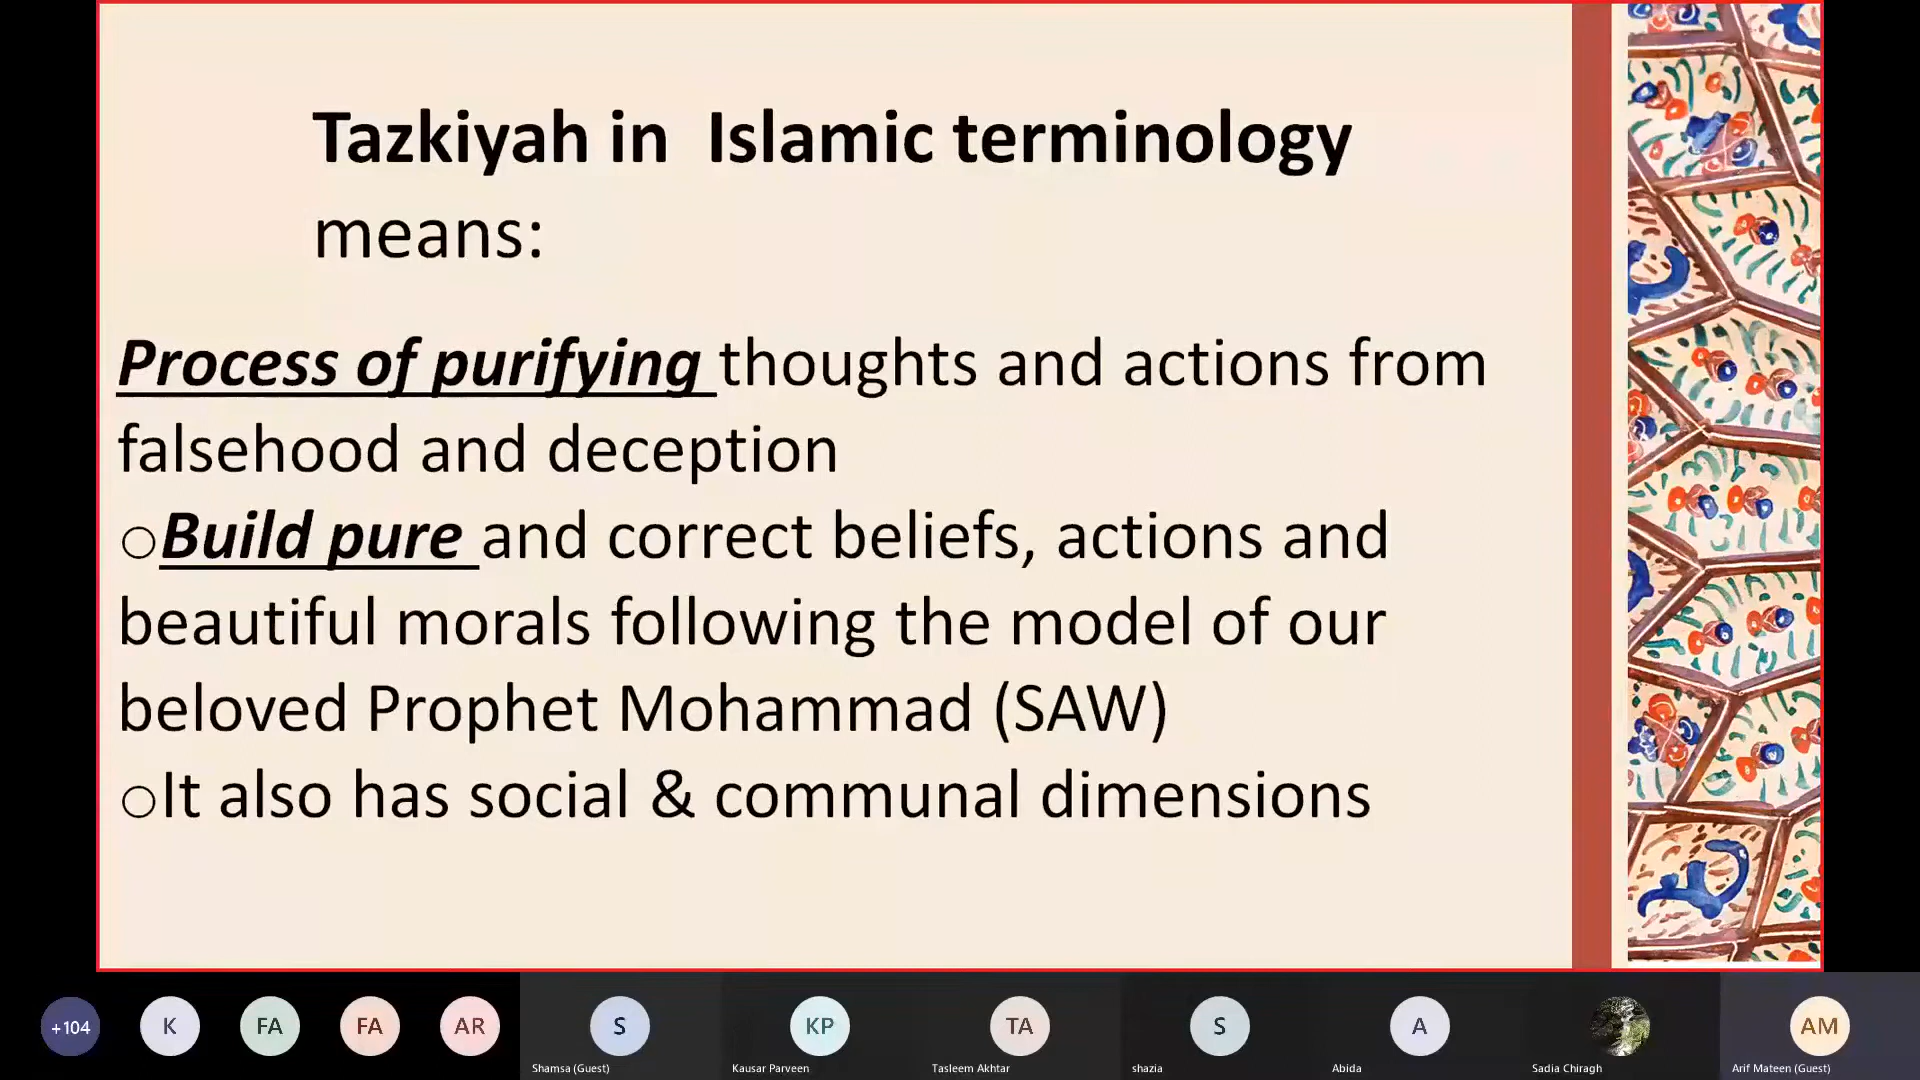 Tazkiyah in  Islamic terminology
means:
Process of purifying thoughts and actions from
falsehood and deception
oBuild pure and correct beliefs, actions and
beautiful morals following the model of our
beloved Prophet Mohammad (SAW)
oIt also has social & communal dimensions
+104
K
FA
FA
AR
S
KP
TA
S
A
AM
Shamsa (Guest)
Kausar Parveen
Tasleem Akhtar
shazia
Abida
Sadia Chiragh
Arif Mateen (Guest)